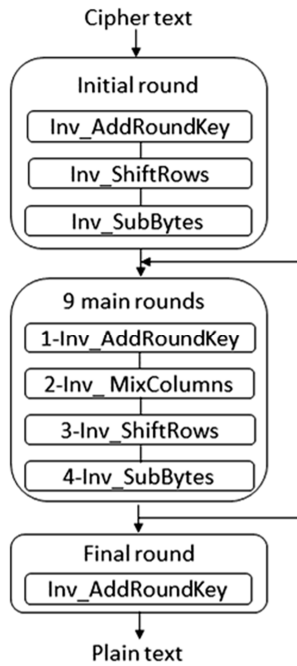 Cipher text
Initial round
Inv_AddRoundKey
Inv_ShiftRows
Inv_SubBytes
9 main rounds
1-Inv_AddRoundKey
2-Inv_ MixColumns
3-Inv_ShiftRows
4-Inv_SubBytes
Final round
Inv_AddRoundKey
Plain text